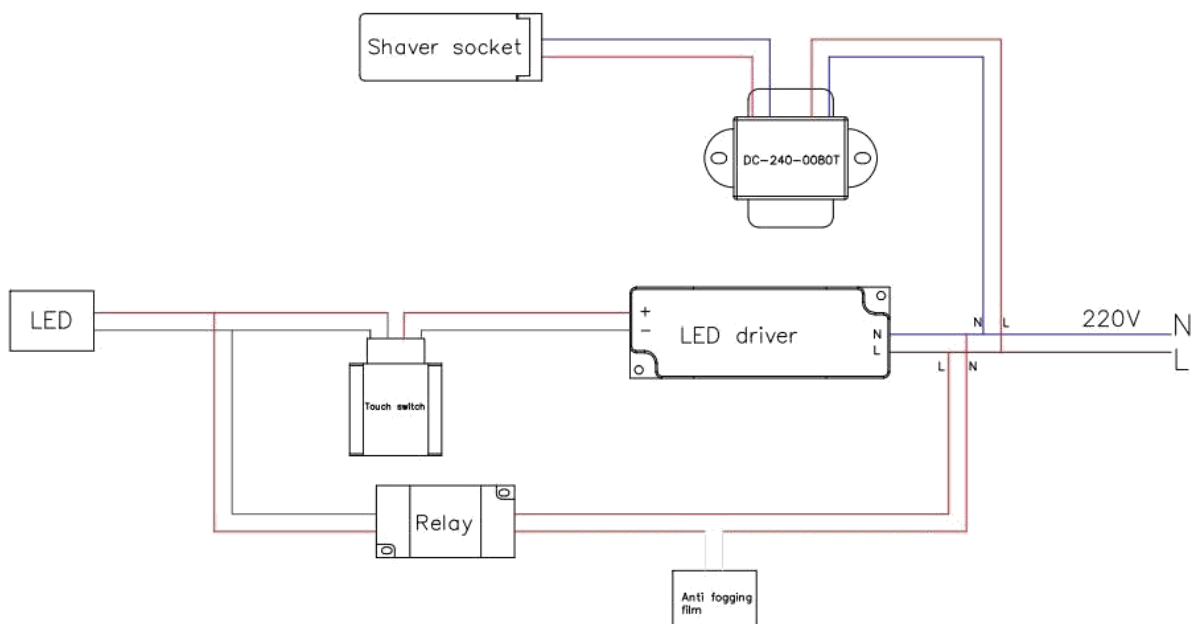 Shaver socket
DC-240-0080T
LED
+
-
LED driver
N
L
N
L
220V
N
L
L
N
Touch switch
Relay
Anti fogging
film